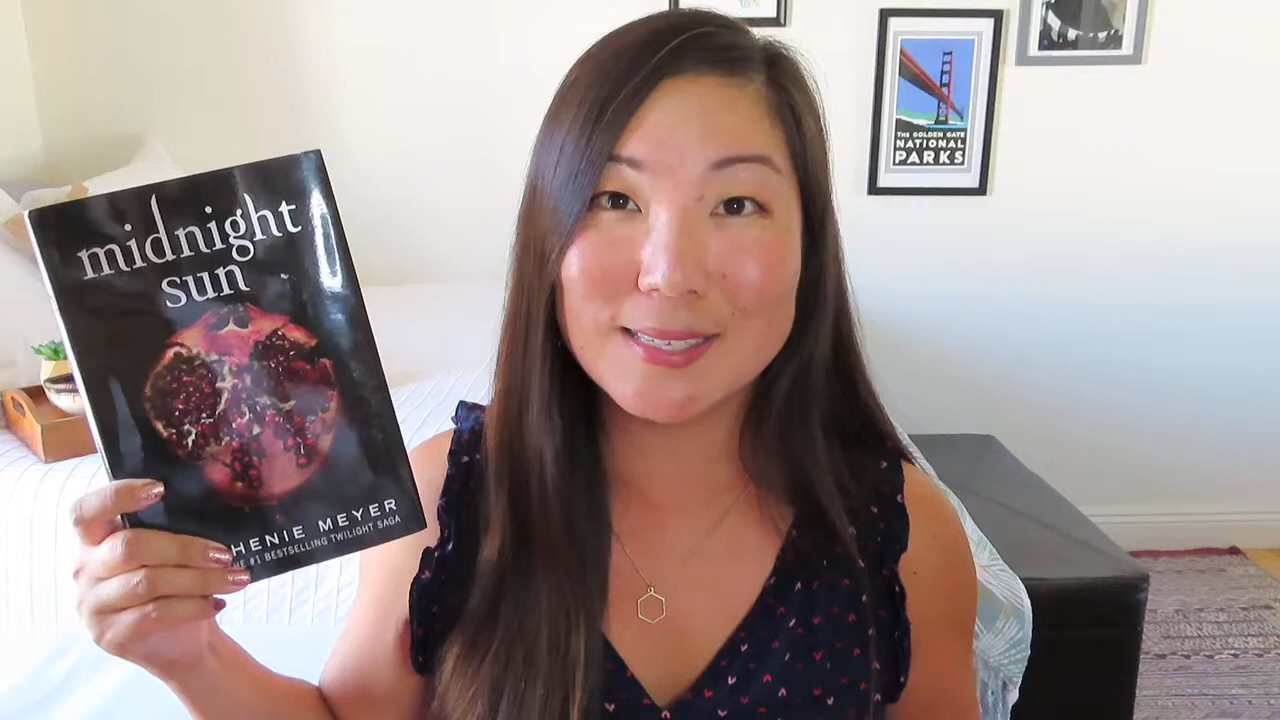 midnight
sun
HENIE MEYER
#1 BESTSELLING TWILIGHT SAGA
THE GOLDEN GATE
NATIONAL
PARKS